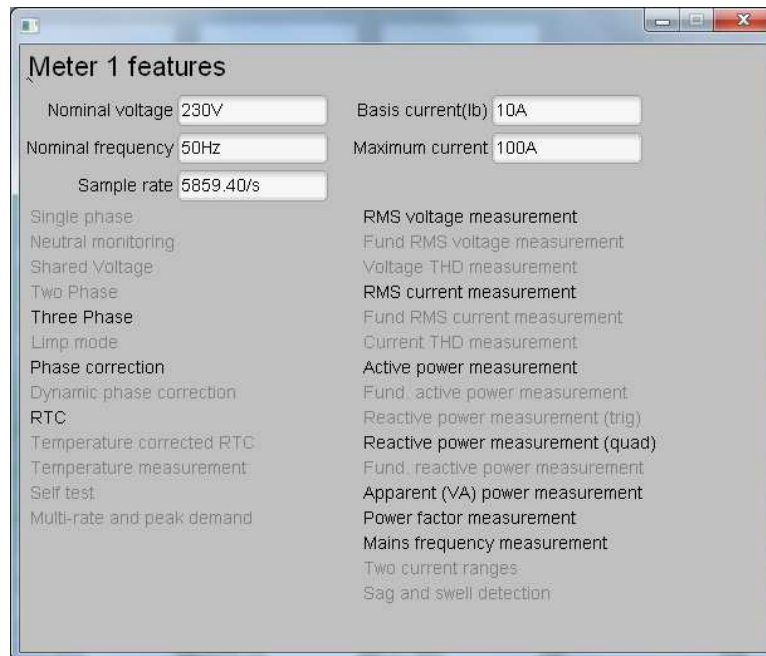 Meter 1 features
Nominal voltage 230V
Basis current(Ib) 10A
Nominal frequency 50Hz
Maximum current 100A
Sample rate 5859.40/s
Single phase
Neutral monitoring
Shared Voltage
Two Phase
Three Phase
Limp mode
Phase correction
Dynamic phase correction
RTC
Temperature corrected RTC
Temperature measurement
Self test
Multi-rate and peak demand
RMS voltage measurement
Fund RMS voltage measurement
Voltage THD measurement
RMS current measurement
Fund RMS current measurement
Current THD measurement
Active power measurement
Fund. active power measurement
Reactive power measurement (trig)
Reactive power measurement (quad)
Fund. reactive power measurement
Apparent (VA) power measurement
Power factor measurement
Mains frequency measurement
Two current ranges
Sag and swell detection